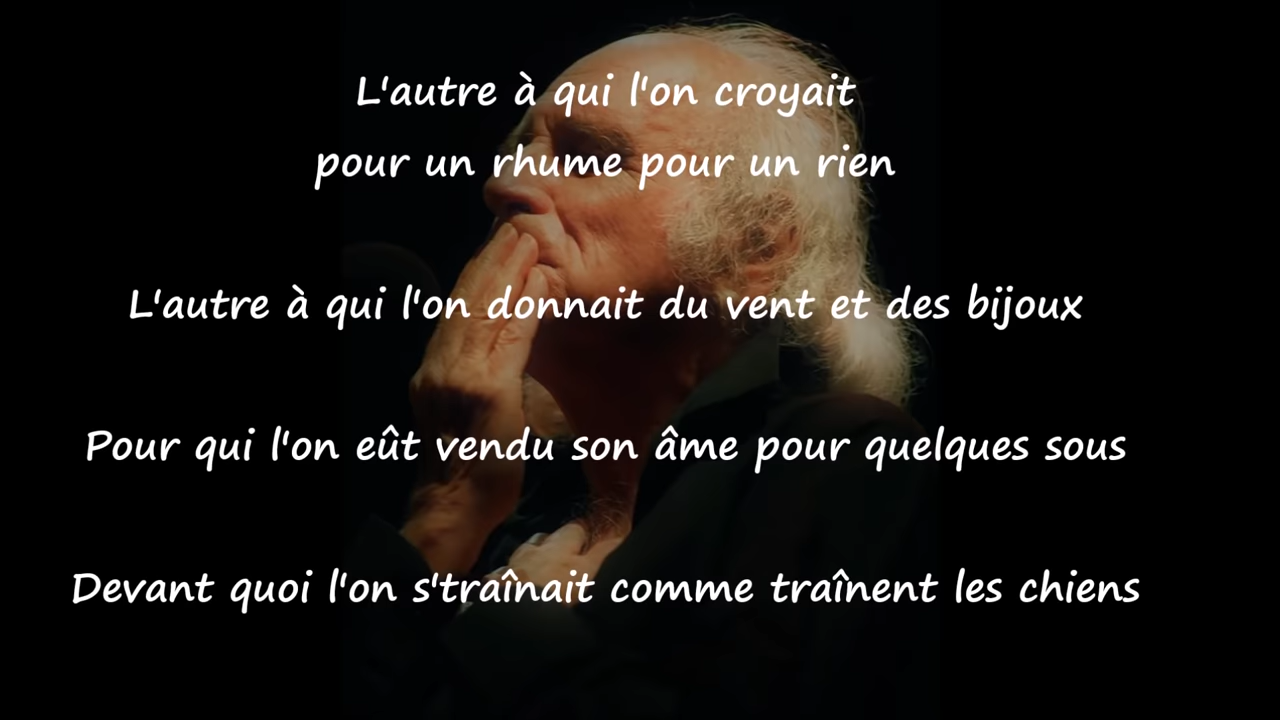 L'autre à qui l'on croyait
pour un rhume pour un rien
L'autre à qui l'on donnait du vent et des bijoux
Pour qui l'on eût vendu son âme pour quelques sous
Devant quoi l'on s'traînait comme traînent les chiens